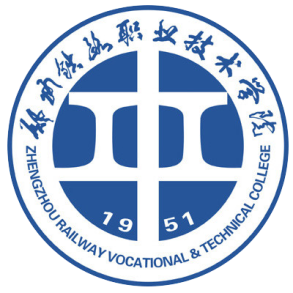 郑州铁路职业技术学院
1951
ZHENGZHOU RAILWAY VOCATIONAL & TECHNICAL COLLEGE